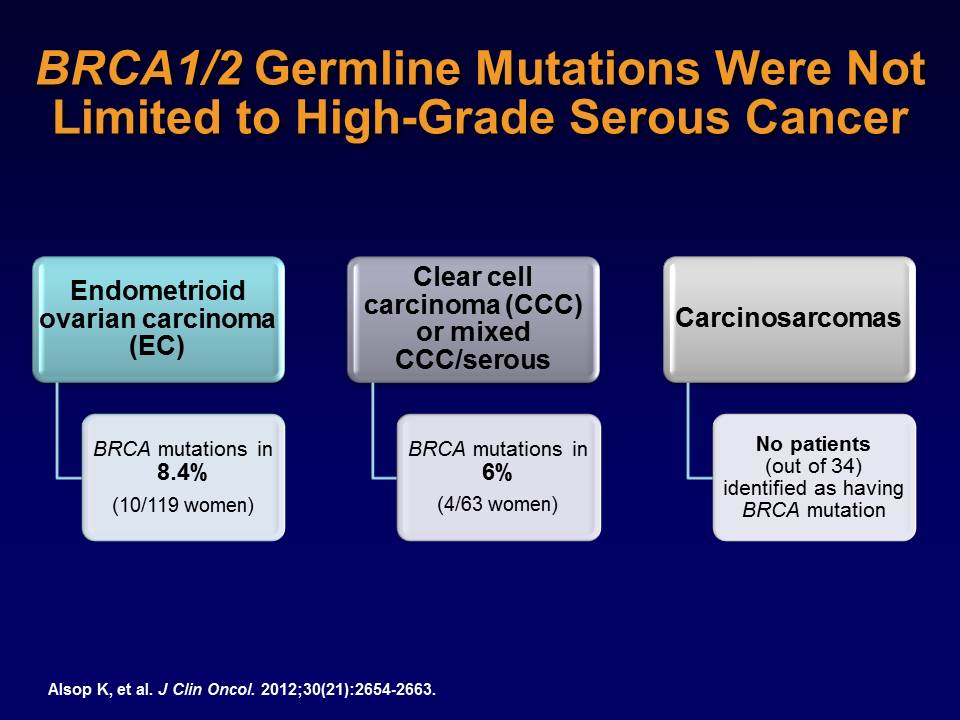 BRCA1/2 Germline Mutations Were Not
Limited to High-Grade Serous Cancer
Endometrioid
ovarian carcinoma
(EC)
BRCA mutations in
8.4%
(10/119 women)
Clear cell
carcinoma (CCC)
or mixed
CCC/serous
BRCA mutations in
6%
(4/63 women)
Carcinosarcomas
No patients
(out of 34)
identified as having
BRCA mutation
Alsop K, et al. J Clin Oncol. 2012;30(21):2654-2663.